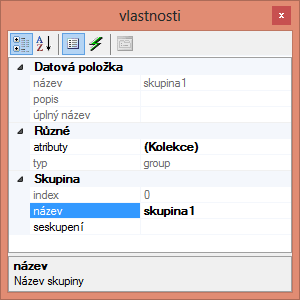 vlastnosti
Datová položka
název skupina1
popis
úplný název
Různé
atributy (Kolekce)
typ group
Skupina
index 0
název skupina1
seskupení
název
Název skupiny